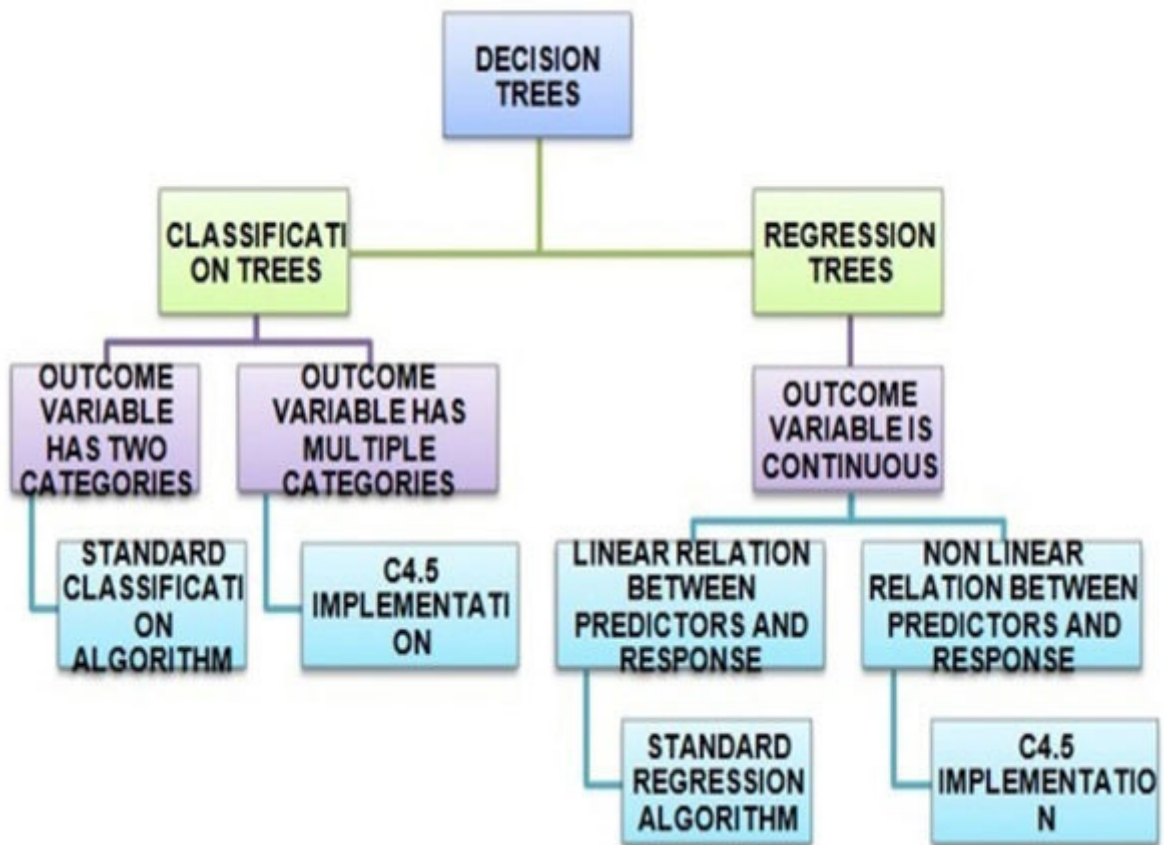 DECISION
TREES
CLASSIFICATI
ON TREES
REGRESSION
TREES
OUTCOME
VARIABLE
HAS TWO
CATEGORIES
OUTCOME
VARIABLE HAS
MULTIPLE
CATEGORIES
OUTCOME
VARIABLE IS
CONTINUOUS
STANDARD
CLASSIFICATI
ON
ALGORITHM
C4.5
IMPLEMENTATI
ON
LINEAR RELATION
BETWEEN
PREDICTORS AND
RESPONSE
NON LINEAR
RELATION BETWEEN
PREDICTORS AND
RESPONSE
STANDARD
REGRESSION
ALGORITHM
C4.5
IMPLEMENTATIO
N